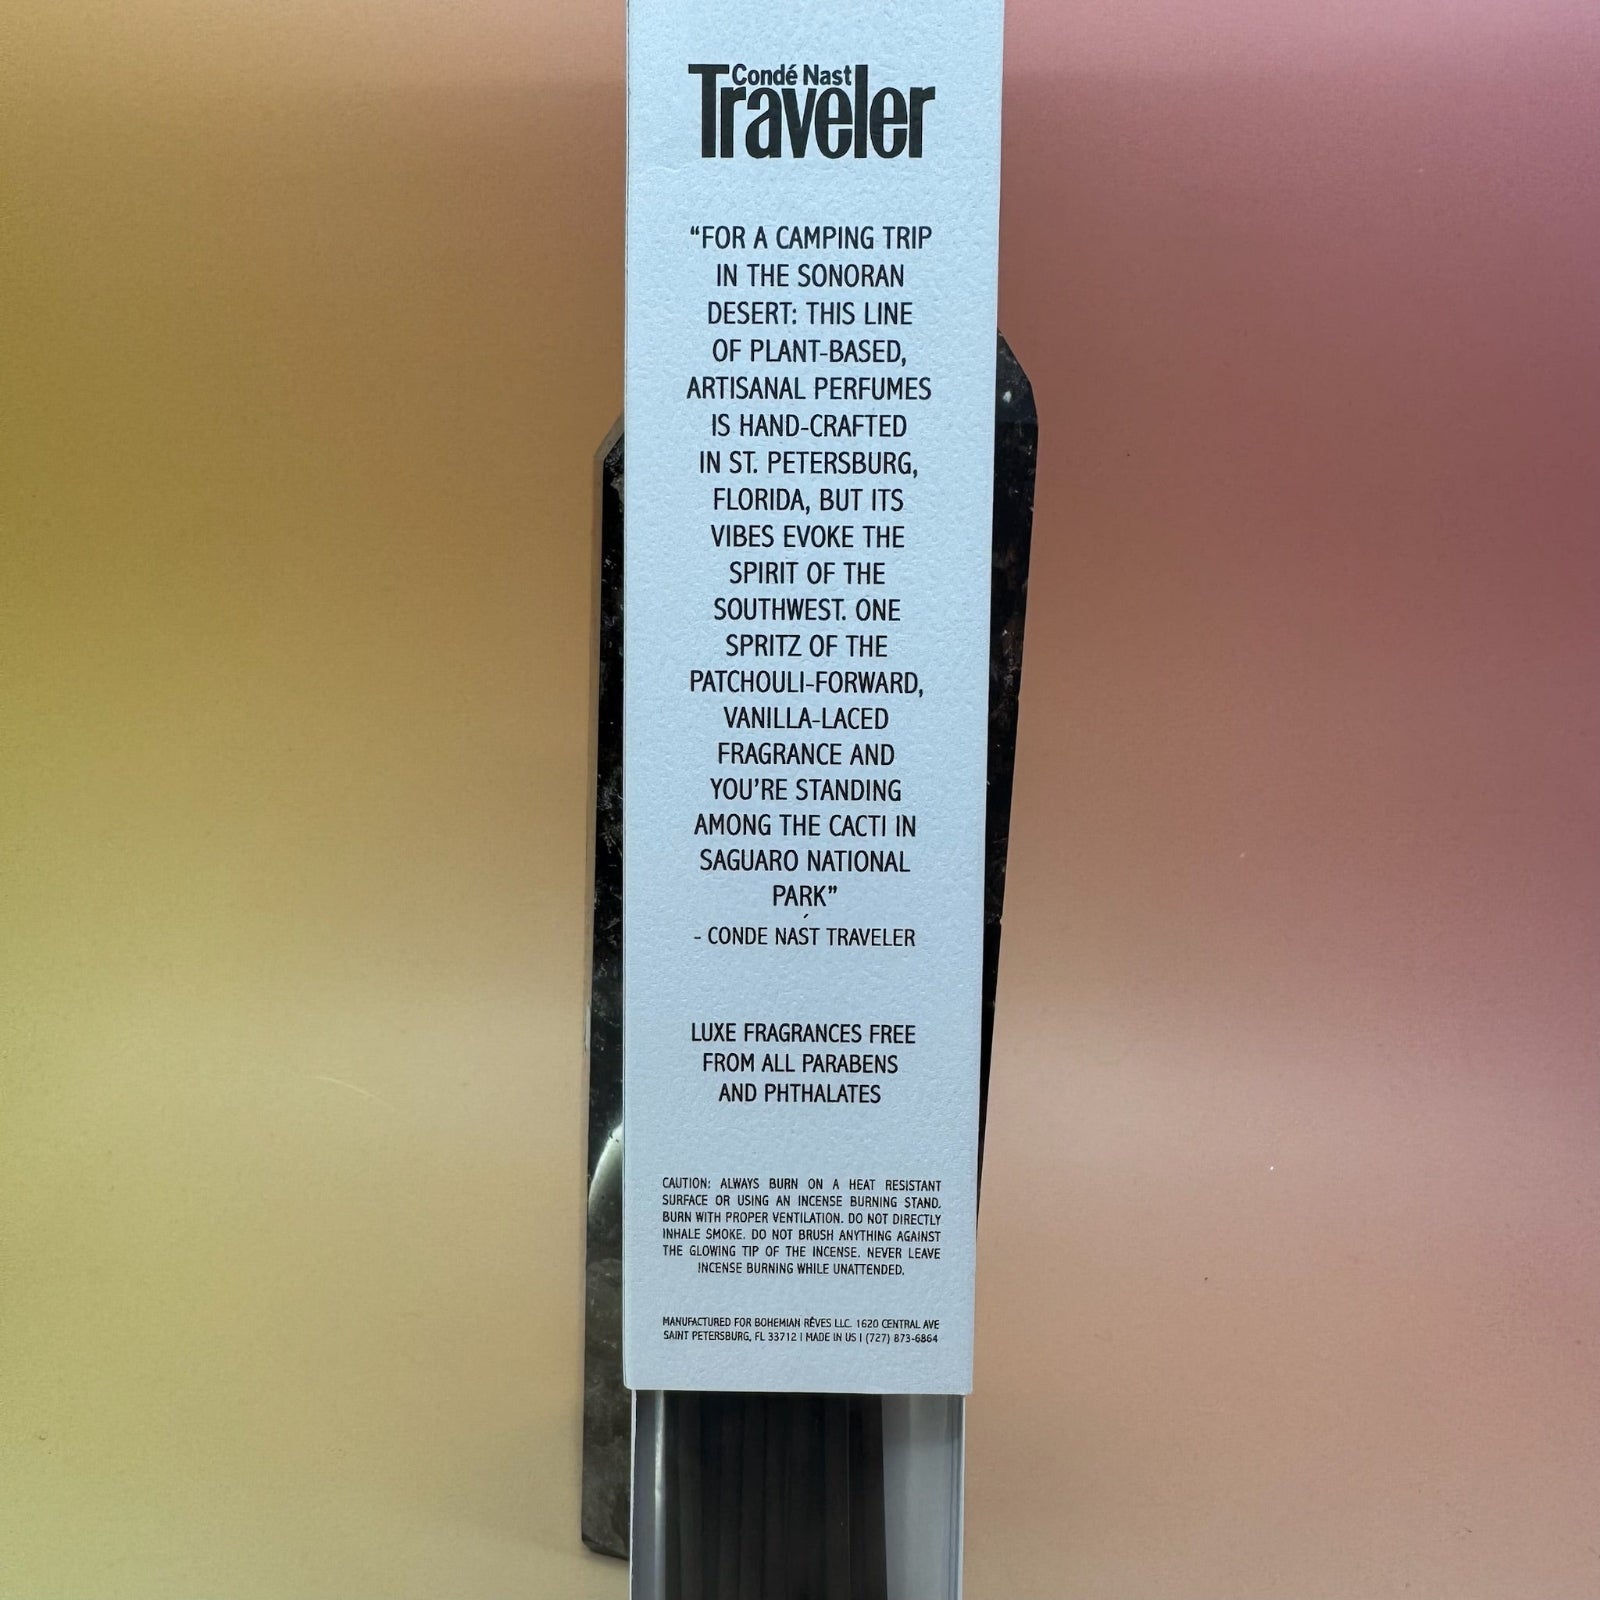 Condé Nast
Traveler
“FOR A CAMPING TRIP
IN THE SONORAN
DESERT: THIS LINE
OF PLANT-BASED,
ARTISANAL PERFUMES
IS HAND-CRAFTED
IN ST. PETERSBURG,
FLORIDA, BUT ITS
VIBES EVOKE THE
SPIRIT OF THE
SOUTHWEST. ONE
SPRITZ OF THE
PATCHOULI-FORWARD,
VANILLA-LACED
FRAGRANCE AND
YOU’RE STANDING
AMONG THE CACTI IN
SAGUARO NATIONAL
PARK”
- CONDE NAST TRAVELER
LUXE FRAGRANCES FREE
FROM ALL PARABENS
AND PHTHALATES
CAUTION: ALWAYS BURN ON A HEAT RESISTANT
SURFACE OR USING AN INCENSE BURNING STAND.
BURN WITH PROPER VENTILATION. DO NOT DIRECTLY
INHALE SMOKE. DO NOT BRUSH ANYTHING AGAINST
THE GLOWING TIP OF THE INCENSE. NEVER LEAVE
INCENSE BURNING WHILE UNATTENDED.
MANUFACTURED FOR BOHEMIAN RÊVES LLC. 1620 CENTRAL AVE
SAINT PETERSBURG, FL 33712 | MADE IN US | (727) 873-6864